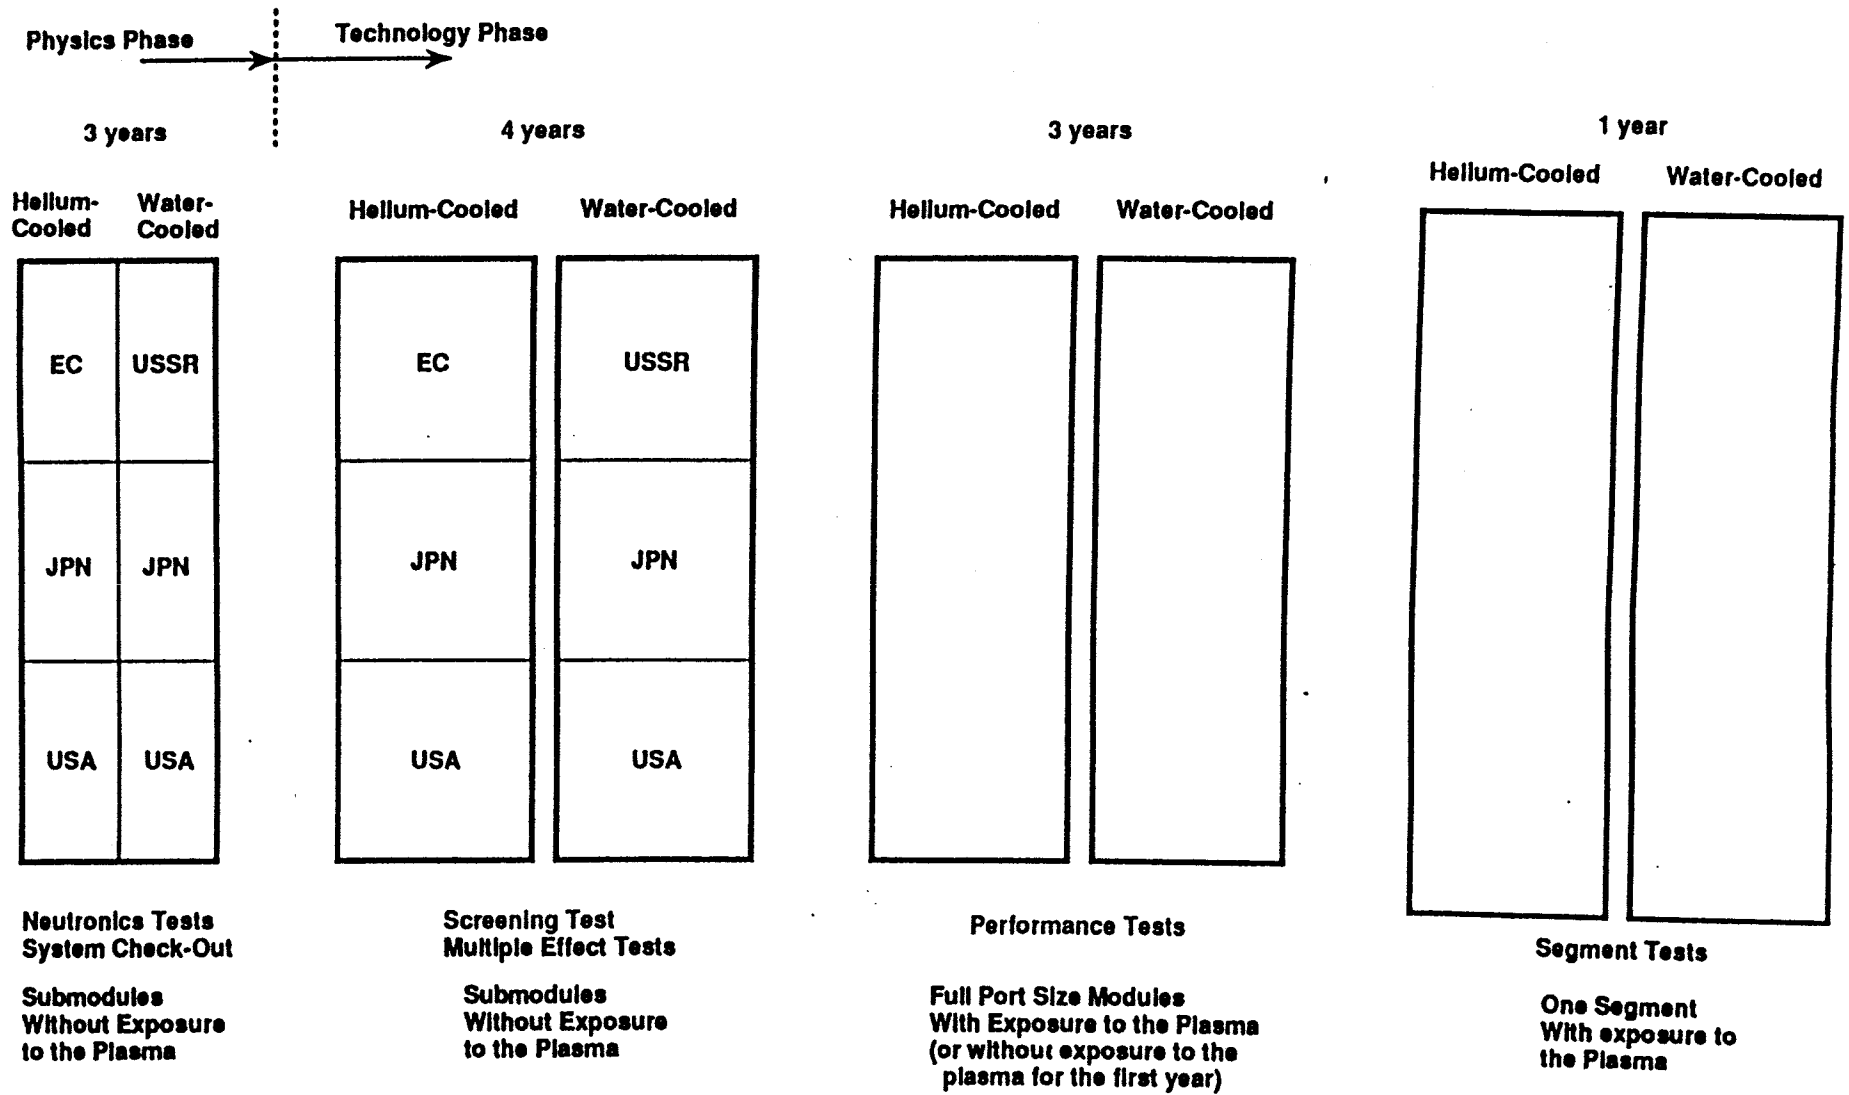 Physics Phase
Technology Phase
3 years
4 years
3 years
1 year
Helium-
Cooled
Water-
Cooled
Helium-Cooled
Water-Cooled
Helium-Cooled
Water-Cooled
Helium-Cooled
Water-Cooled
EC
USSR
EC
USSR
JPN
JPN
JPN
JPN
USA
USA
USA
USA
Neutronics Tests
System Check-Out
Submodules
Without Exposure
to the Plasma
Screening Test
Multiple Effect Tests
Submodules
Without Exposure
to the Plasma
Performance Tests
Full Port Size Modules
With Exposure to the Plasma
(or without exposure to the
plasma for the first year)
Segment Tests
One Segment
With exposure to
the Plasma